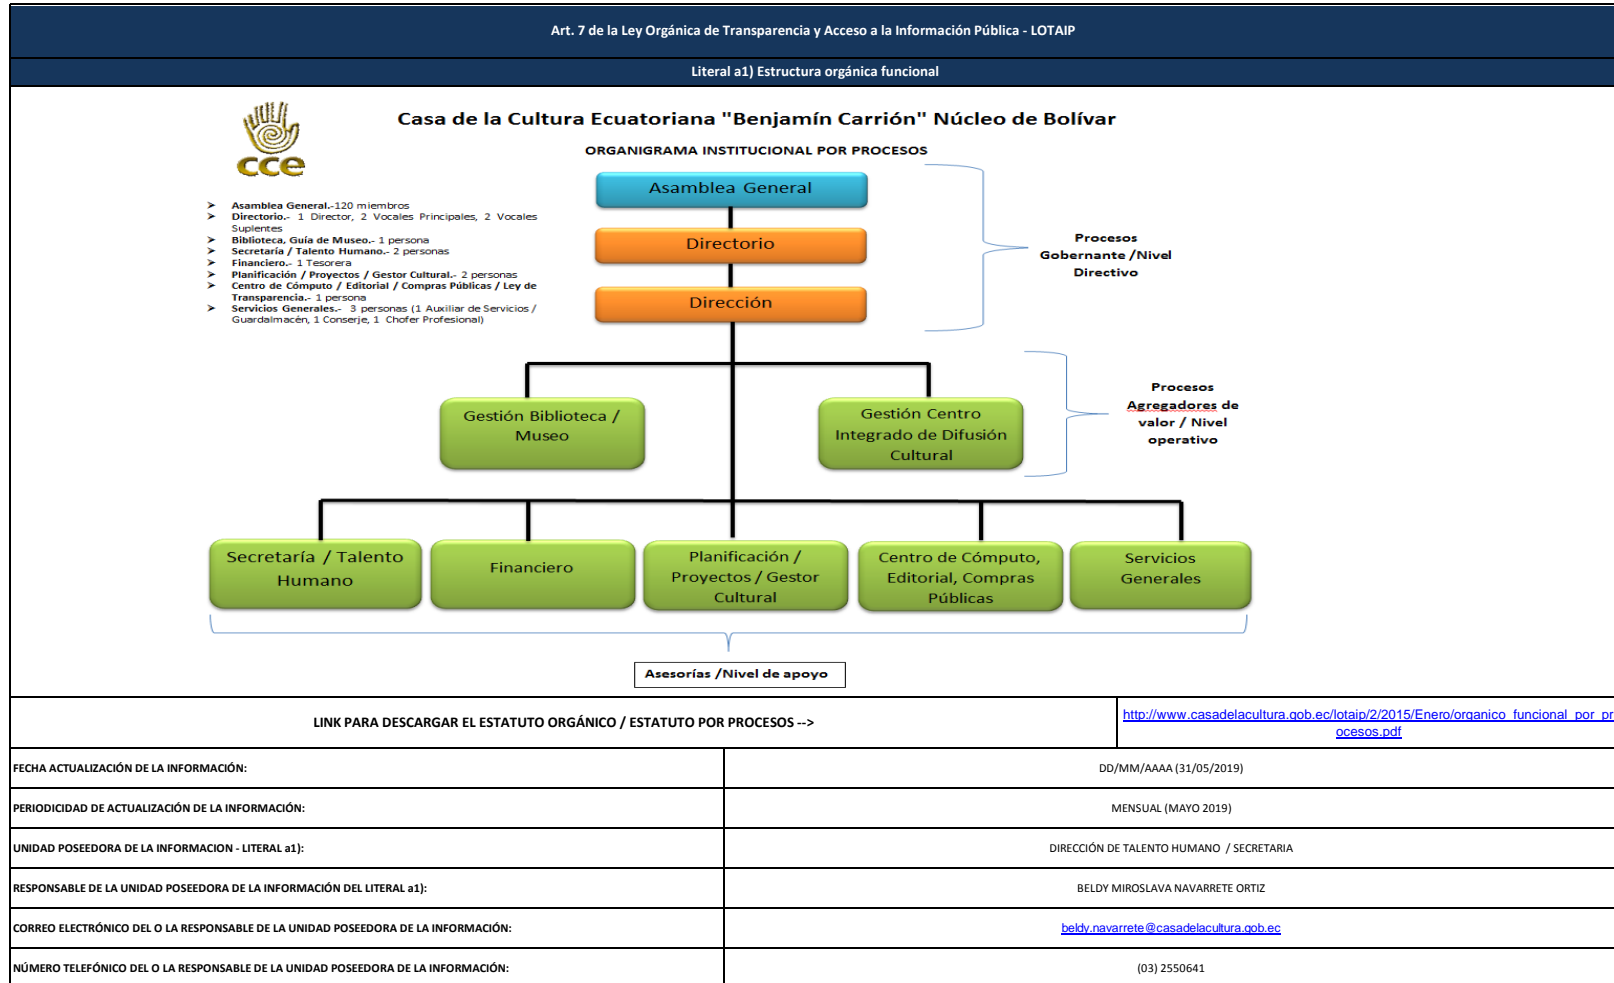 Art. 7 de la Ley Orgánica de Transparencia y Acceso a la Información Pública - LOTAIP
Literal a1) Estructura orgánica funcional
cce
Casa de la Cultura Ecuatoriana "Benjamín Carrión" Núcleo de Bolívar
ORGANIGRAMA INSTITUCIONAL POR PROCESOS
➢ Asamblea General.-120 miembros
➢ Directorio.- 1 Director, 2 Vocales Principales, 2 Vocales
Suplentes
➢ Biblioteca, Guía de Museo.- 1 persona
➢ Secretaría / Talento Humano.- 2 personas
➢ Financiero.- 1 Tesorera
➢ Planificación / Proyectos / Gestor Cultural.- 2 personas
➢ Centro de Cómputo / Editorial / Compras Públicas / Ley de
Transparencia.- 1 persona
➢ Servicios Generales.- 3 personas (1 Auxiliar de Servicios /
Guardalmacén, 1 Conserje, 1 Chofer Profesional)
Asamblea General
Directorio
Dirección
Procesos
Gobernante /Nivel
Directivo
Gestión Biblioteca /
Museo
Gestión Centro
Integrado de Difusión
Cultural
Procesos
Agregadores de
valor / Nivel
operativo
Secretaría / Talento
Humano
Financiero
Planificación /
Proyectos / Gestor
Cultural
Centro de Cómputo,
Editorial, Compras
Públicas
Servicios
Generales
Asesorías /Nivel de apoyo
LINK PARA DESCARGAR EL ESTATUTO ORGÁNICO / ESTATUTO POR PROCESOS -->
http://www.casadelacultura.gob.ec/lotaip/2/2015/Enero/organico_funcional_por_pr
ocesos.pdf
FECHA ACTUALIZACIÓN DE LA INFORMACIÓN:
DD/MM/AAAA (31/05/2019)
PERIODICIDAD DE ACTUALIZACIÓN DE LA INFORMACIÓN:
MENSUAL (MAYO 2019)
UNIDAD POSEEDORA DE LA INFORMACION - LITERAL a1):
DIRECCIÓN DE TALENTO HUMANO / SECRETARIA
RESPONSABLE DE LA UNIDAD POSEEDORA DE LA INFORMACIÓN DEL LITERAL a1):
BELDY MIROSLAVA NAVARRETE ORTIZ
CORREO ELECTRÓNICO DEL O LA RESPONSABLE DE LA UNIDAD POSEEDORA DE LA INFORMACIÓN:
beldy.navarrete@casadelacultura.gob.ec
NÚMERO TELEFÓNICO DEL O LA RESPONSABLE DE LA UNIDAD POSEEDORA DE LA INFORMACIÓN:
(03) 2550641